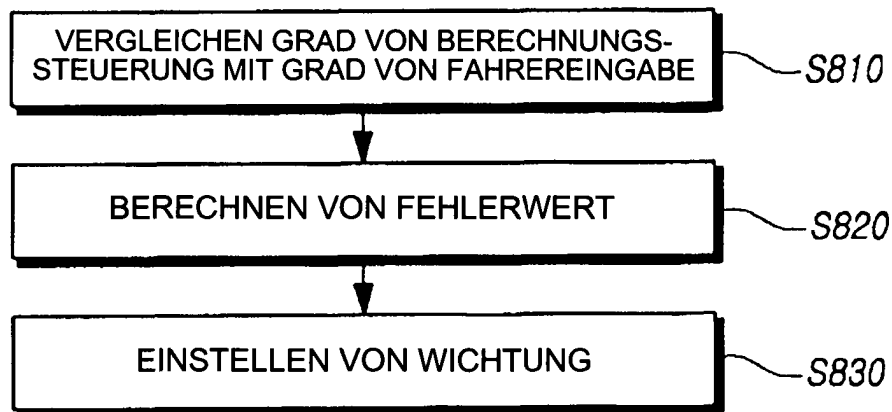 VERGLEICHEN GRAD VON BERECHNUNGS-
STEUERUNG MIT GRAD VON FAHREREINGABE
S810
BERECHNEN VON FEHLERWERT
S820
EINSTELLEN VON WICHTUNG
S830